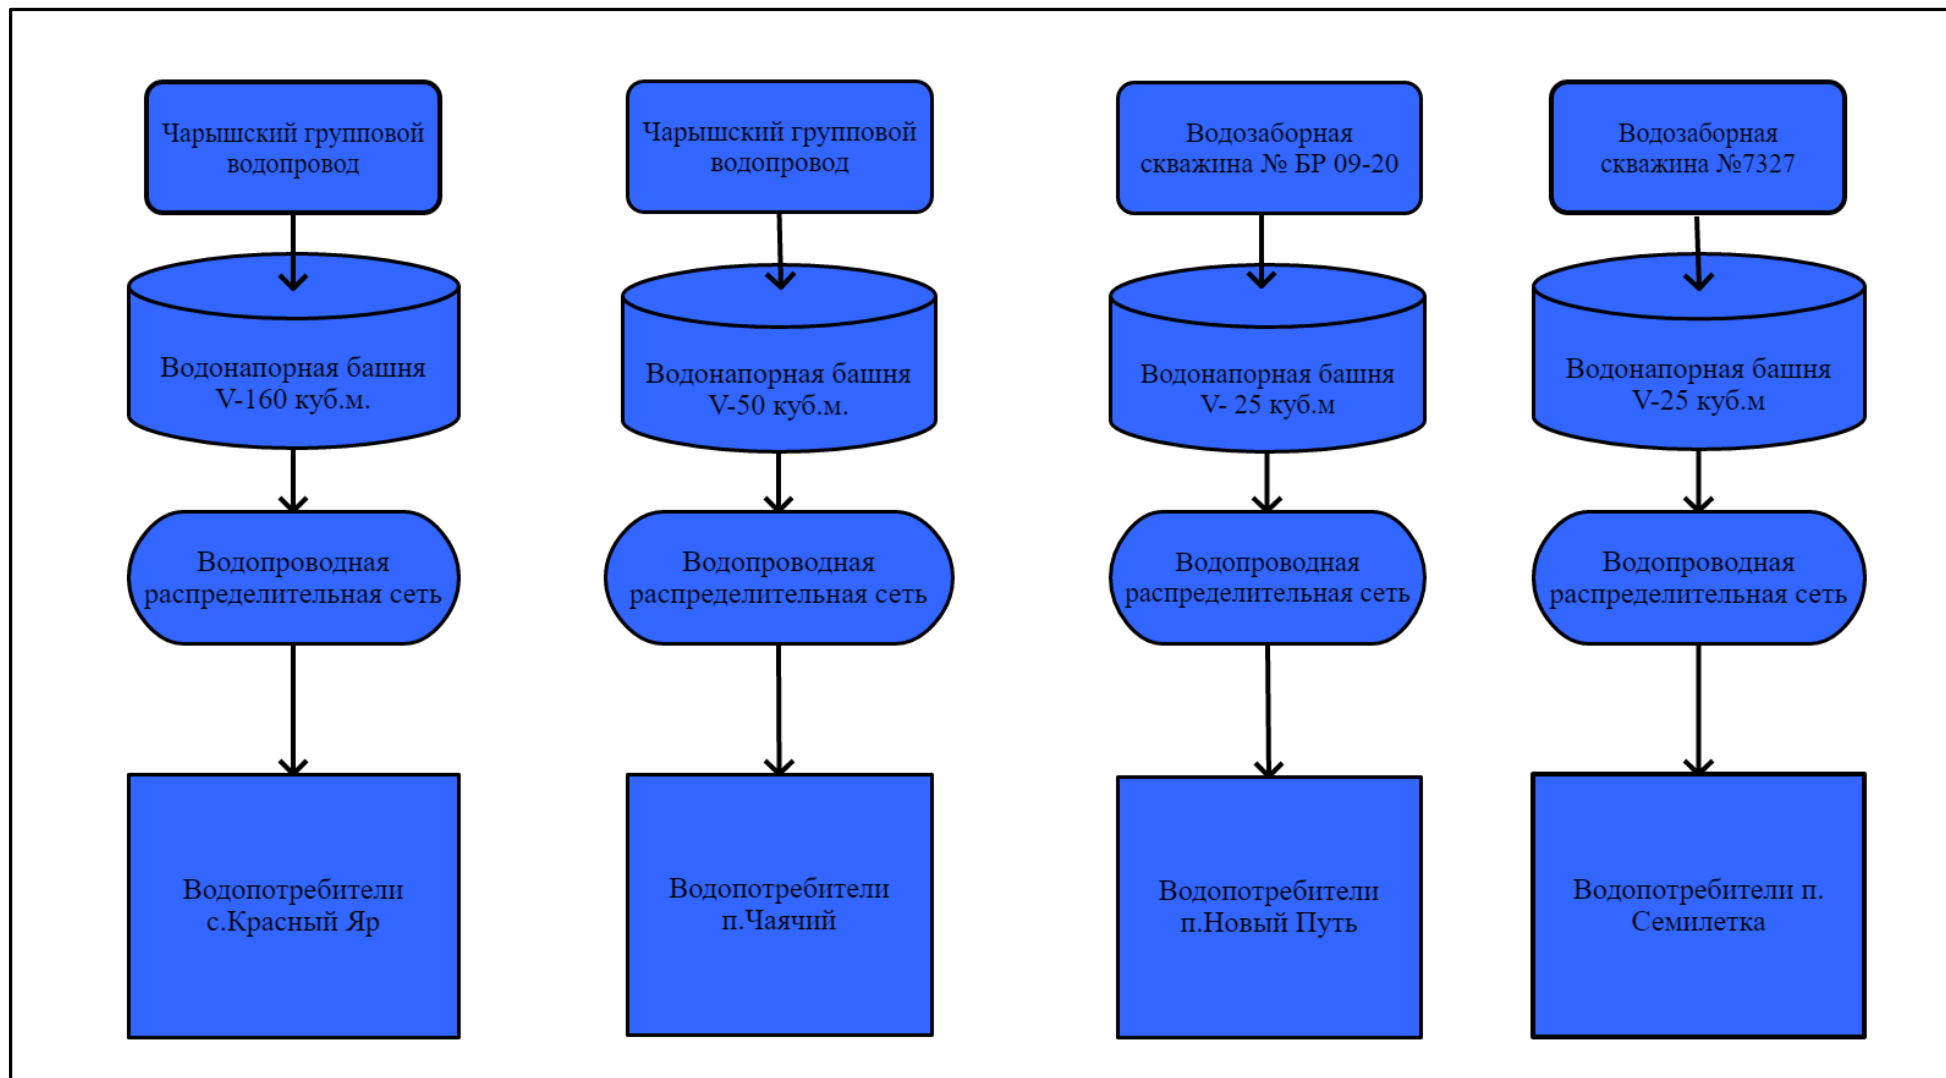 Чарышский групповой
водопровод
Чарышский групповой
водопровод
Водозаборная
скважина № БР 09-20
Водозаборная
скважина №7327
Водонапорная башня
V-160 куб.м.
Водонапорная башня
V-50 куб.м.
Водонапорная башня
V- 25 куб.м
Водонапорная башня
V-25 куб.м
Водопроводная
распределительная сеть
Водопроводная
распределительная сеть
Водопроводная
распределительная сеть
Водопроводная
распределительная сеть
Водопотребители
с.Красный Яр
Водопотребители
п.Чаячий
Водопотребители
п.Новый Путь
Водопотребители п.
Семилетка